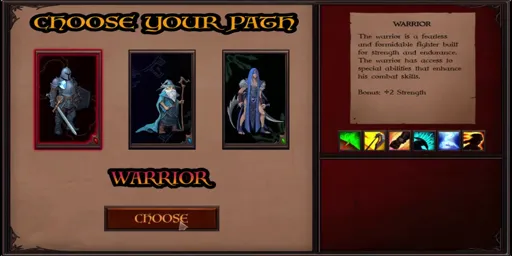 CHOOSE YOUR PATH
WARRIOR
CHOOSE
WARRIOR
The warrior is a fearless
and formidable fighter built
for strength and endurance.
The warrior has access to
special abilities that enhance
his combat skills.
Bonus: +2 Strength